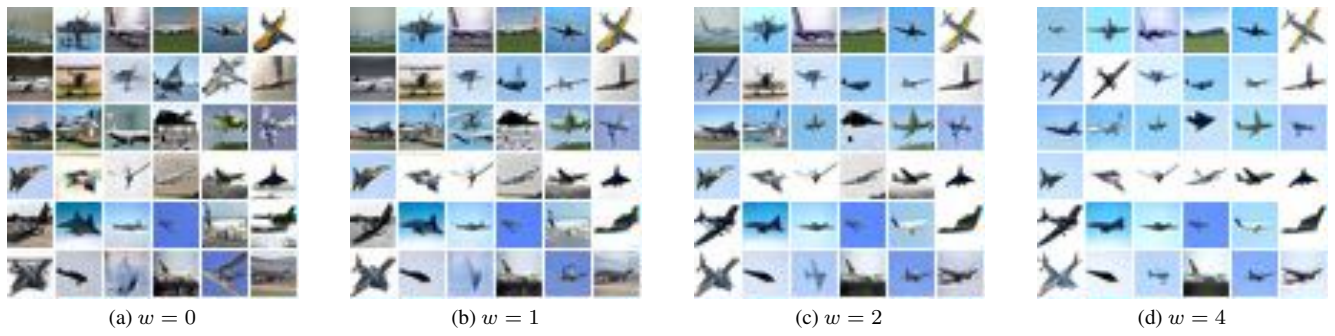 (a) w = 0
(b) w = 1
(c) w = 2
(d) w = 4